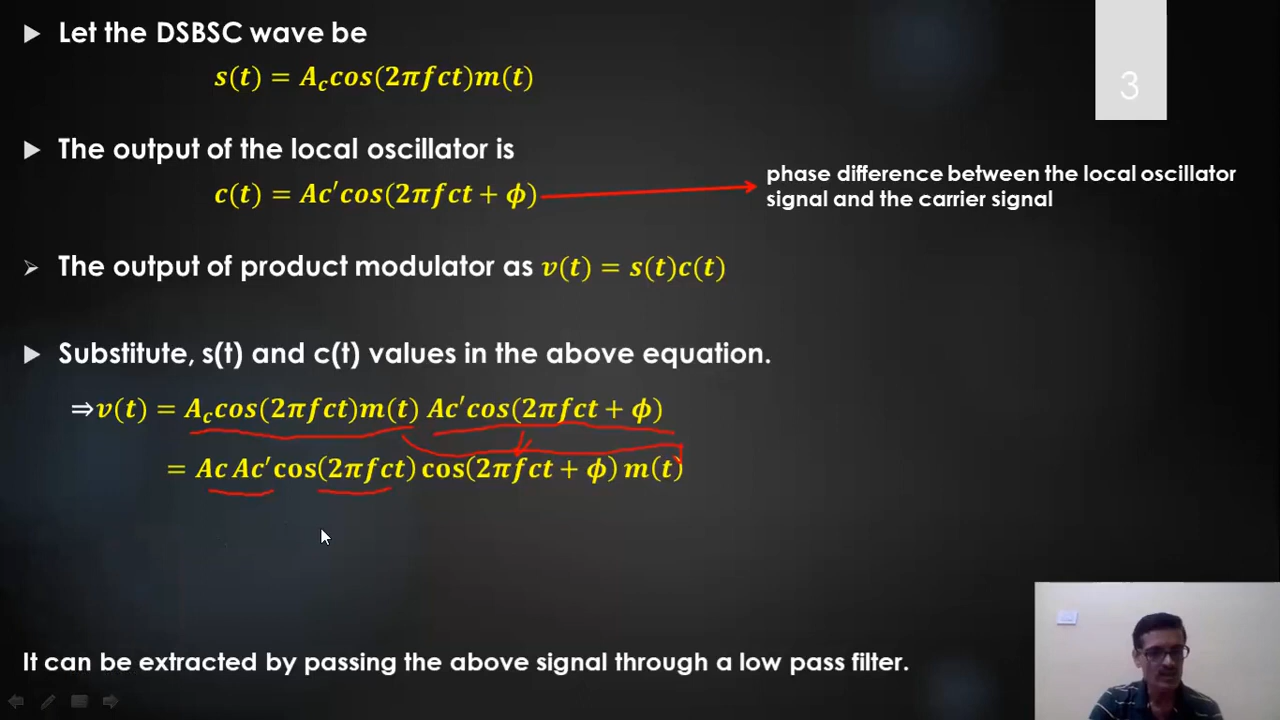 Let the DSBSC wave be
s(t) = A_c cos(2πfct)m(t)
3
The output of the local oscillator is
c(t) = Ac′cos(2πfct + ϕ)
phase difference between the local oscillator
signal and the carrier signal
The output of product modulator as v(t) = s(t)c(t)
Substitute, s(t) and c(t) values in the above equation.
⇒v(t) = A_c cos(2πfct)m(t) Ac′cos(2πfct + ϕ)
= Ac Ac′cos(2πfct) cos(2πfct + ϕ) m(t)
It can be extracted by passing the above signal through a low pass filter.